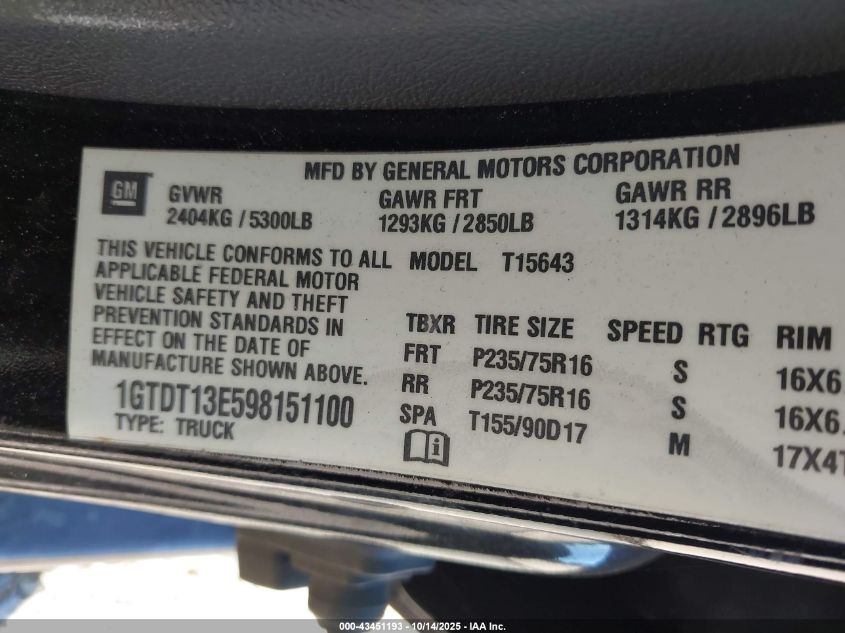 MFD BY GENERAL MOTORS CORPORATION
GM
GVWR GAWR FRT GAWR RR
2404KG / 5300LB 1293KG / 2850LB 1314KG / 2896LB
THIS VEHICLE CONFORMS TO ALL
APPLICABLE FEDERAL MOTOR
VEHICLE SAFETY AND THEFT
PREVENTION STANDARDS IN
EFFECT ON THE DATE OF
MANUFACTURE SHOWN ABOVE.
1GTDT13E598151100
TYPE: TRUCK
MODEL T15643
TBXR TIRE SIZE SPEED RTG RIM
FRT P235/75R16 S 16X6
RR P235/75R16 S 16X6.
SPA T155/90D17 M 17X4T
000-43451193 - 10/14/2025 - IAA Inc.